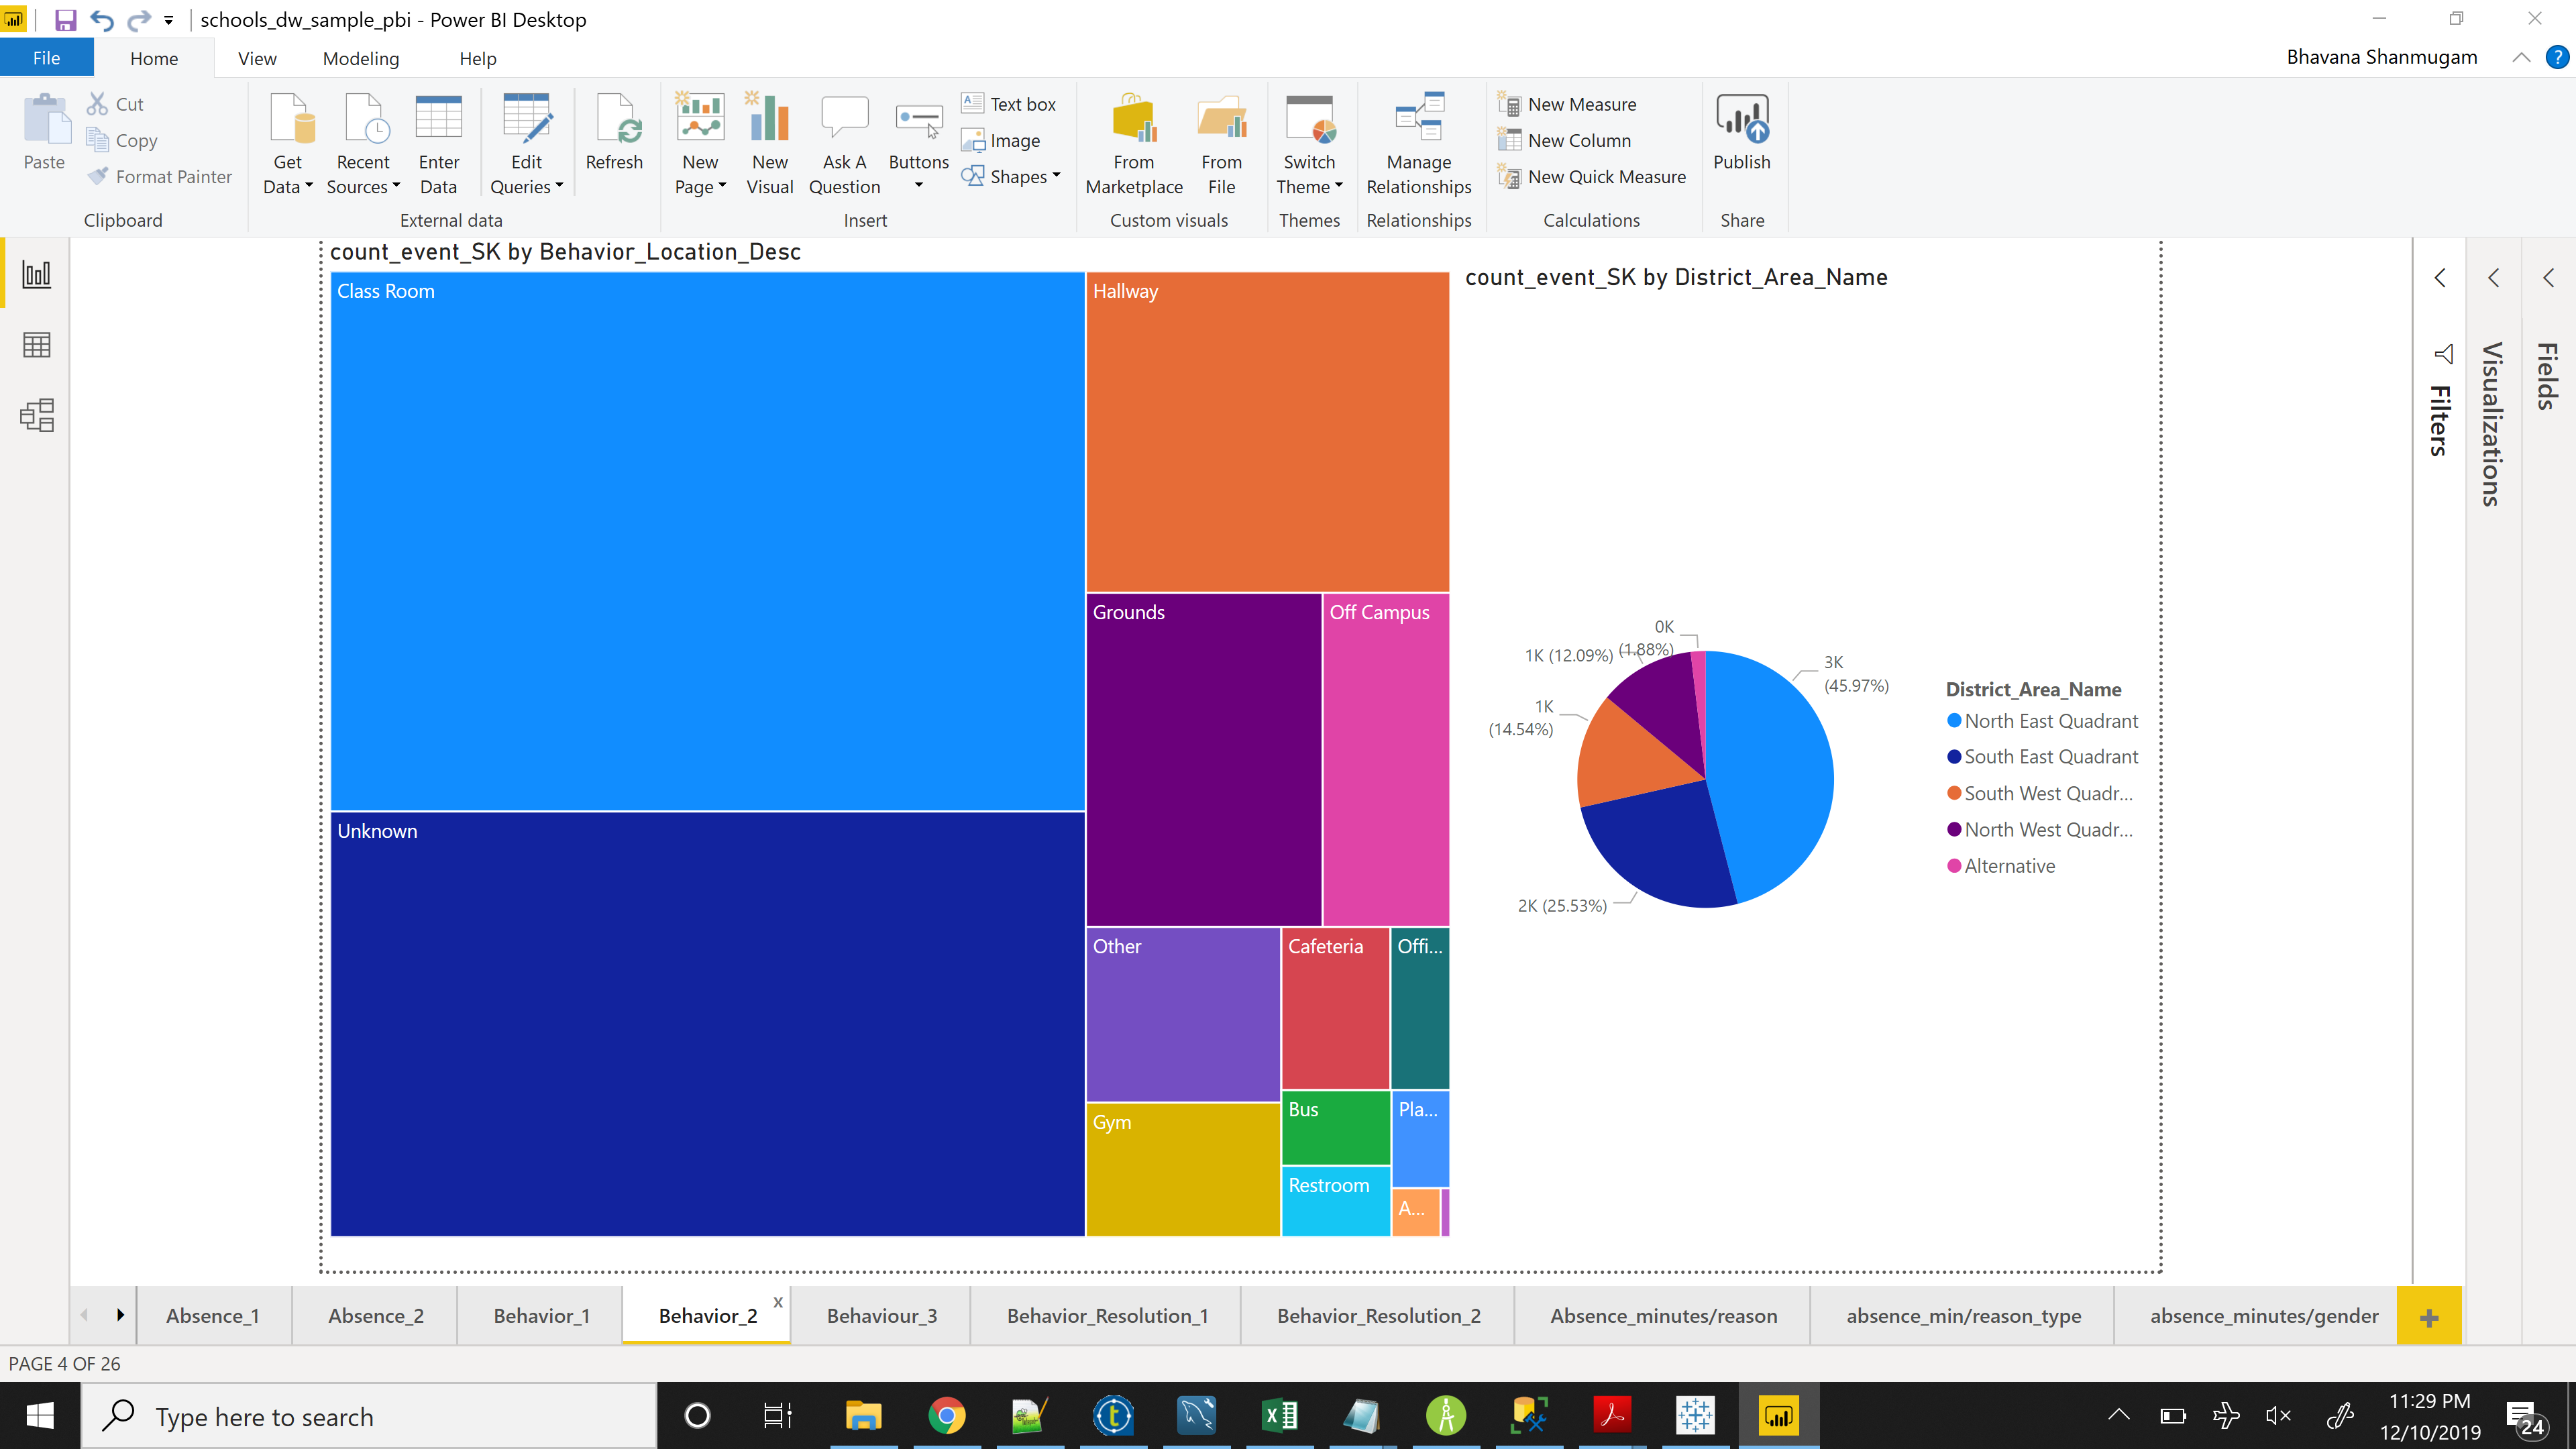 schools_dw_sample_pbi - Power BI Desktop
File Home View Modeling Help
Bhavana Shanmugam
?
Paste
Cut
Copy
Format Painter
Clipboard
Get Data
Recent Sources
Enter Data
Edit Queries
Refresh
External data
New Page
New Visual
Ask A Question
Buttons
Text box
Image
Shapes
Insert
From Marketplace
From File
Custom visuals
Switch Theme
Themes
Manage Relationships
Relationships
New Measure
New Column
New Quick Measure
Calculations
Publish
Share
count_event_SK by Behavior_Location_Desc
Class Room
Unknown
Hallway
Grounds
Off Campus
Other
Gym
Cafeteria
Offi...
Bus
Pla...
Restroom
A...
count_event_SK by District_Area_Name
0K
(1.88%)
1K (12.09%)
1K
(14.54%)
2K (25.53%)
3K
(45.97%)
District_Area_Name
North East Quadrant
South East Quadrant
South West Quadr...
North West Quadr...
Alternative
Filters
Visualizations
Fields
Absence_1 Absence_2 Behavior_1 Behavior_2 x Behaviour_3 Behavior_Resolution_1 Behavior_Resolution_2 Absence_minutes/reason absence_min/reason_type absence_minutes/gender +
PAGE 4 OF 26
Type here to search
11:29 PM
12/10/2019
24